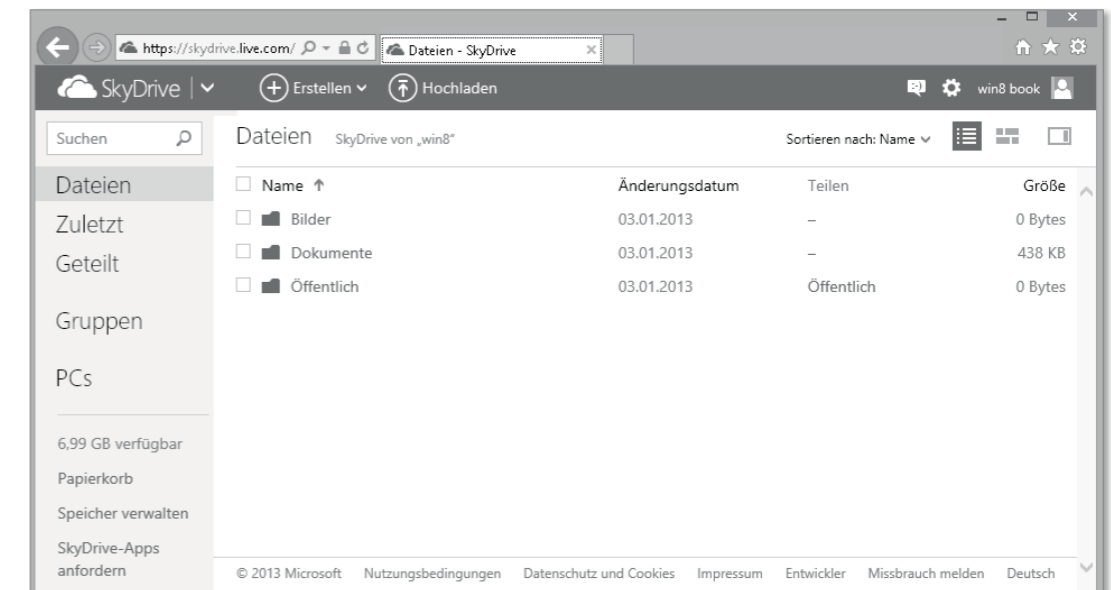 https://skydrive.live.com/ Dateien - SkyDrive
SkyDrive Erstellen Hochladen win8 book
Suchen
Dateien SkyDrive von „win8“ Sortieren nach: Name
Dateien
Zuletzt
Geteilt
Gruppen
PCs
6,99 GB verfügbar
Papierkorb
Speicher verwalten
SkyDrive-Apps
anfordern
Name Änderungsdatum Teilen Größe
Bilder 03.01.2013 – 0 Bytes
Dokumente 03.01.2013 – 438 KB
Öffentlich 03.01.2013 Öffentlich 0 Bytes
© 2013 Microsoft Nutzungsbedingungen Datenschutz und Cookies Impressum Entwickler Missbrauch melden Deutsch